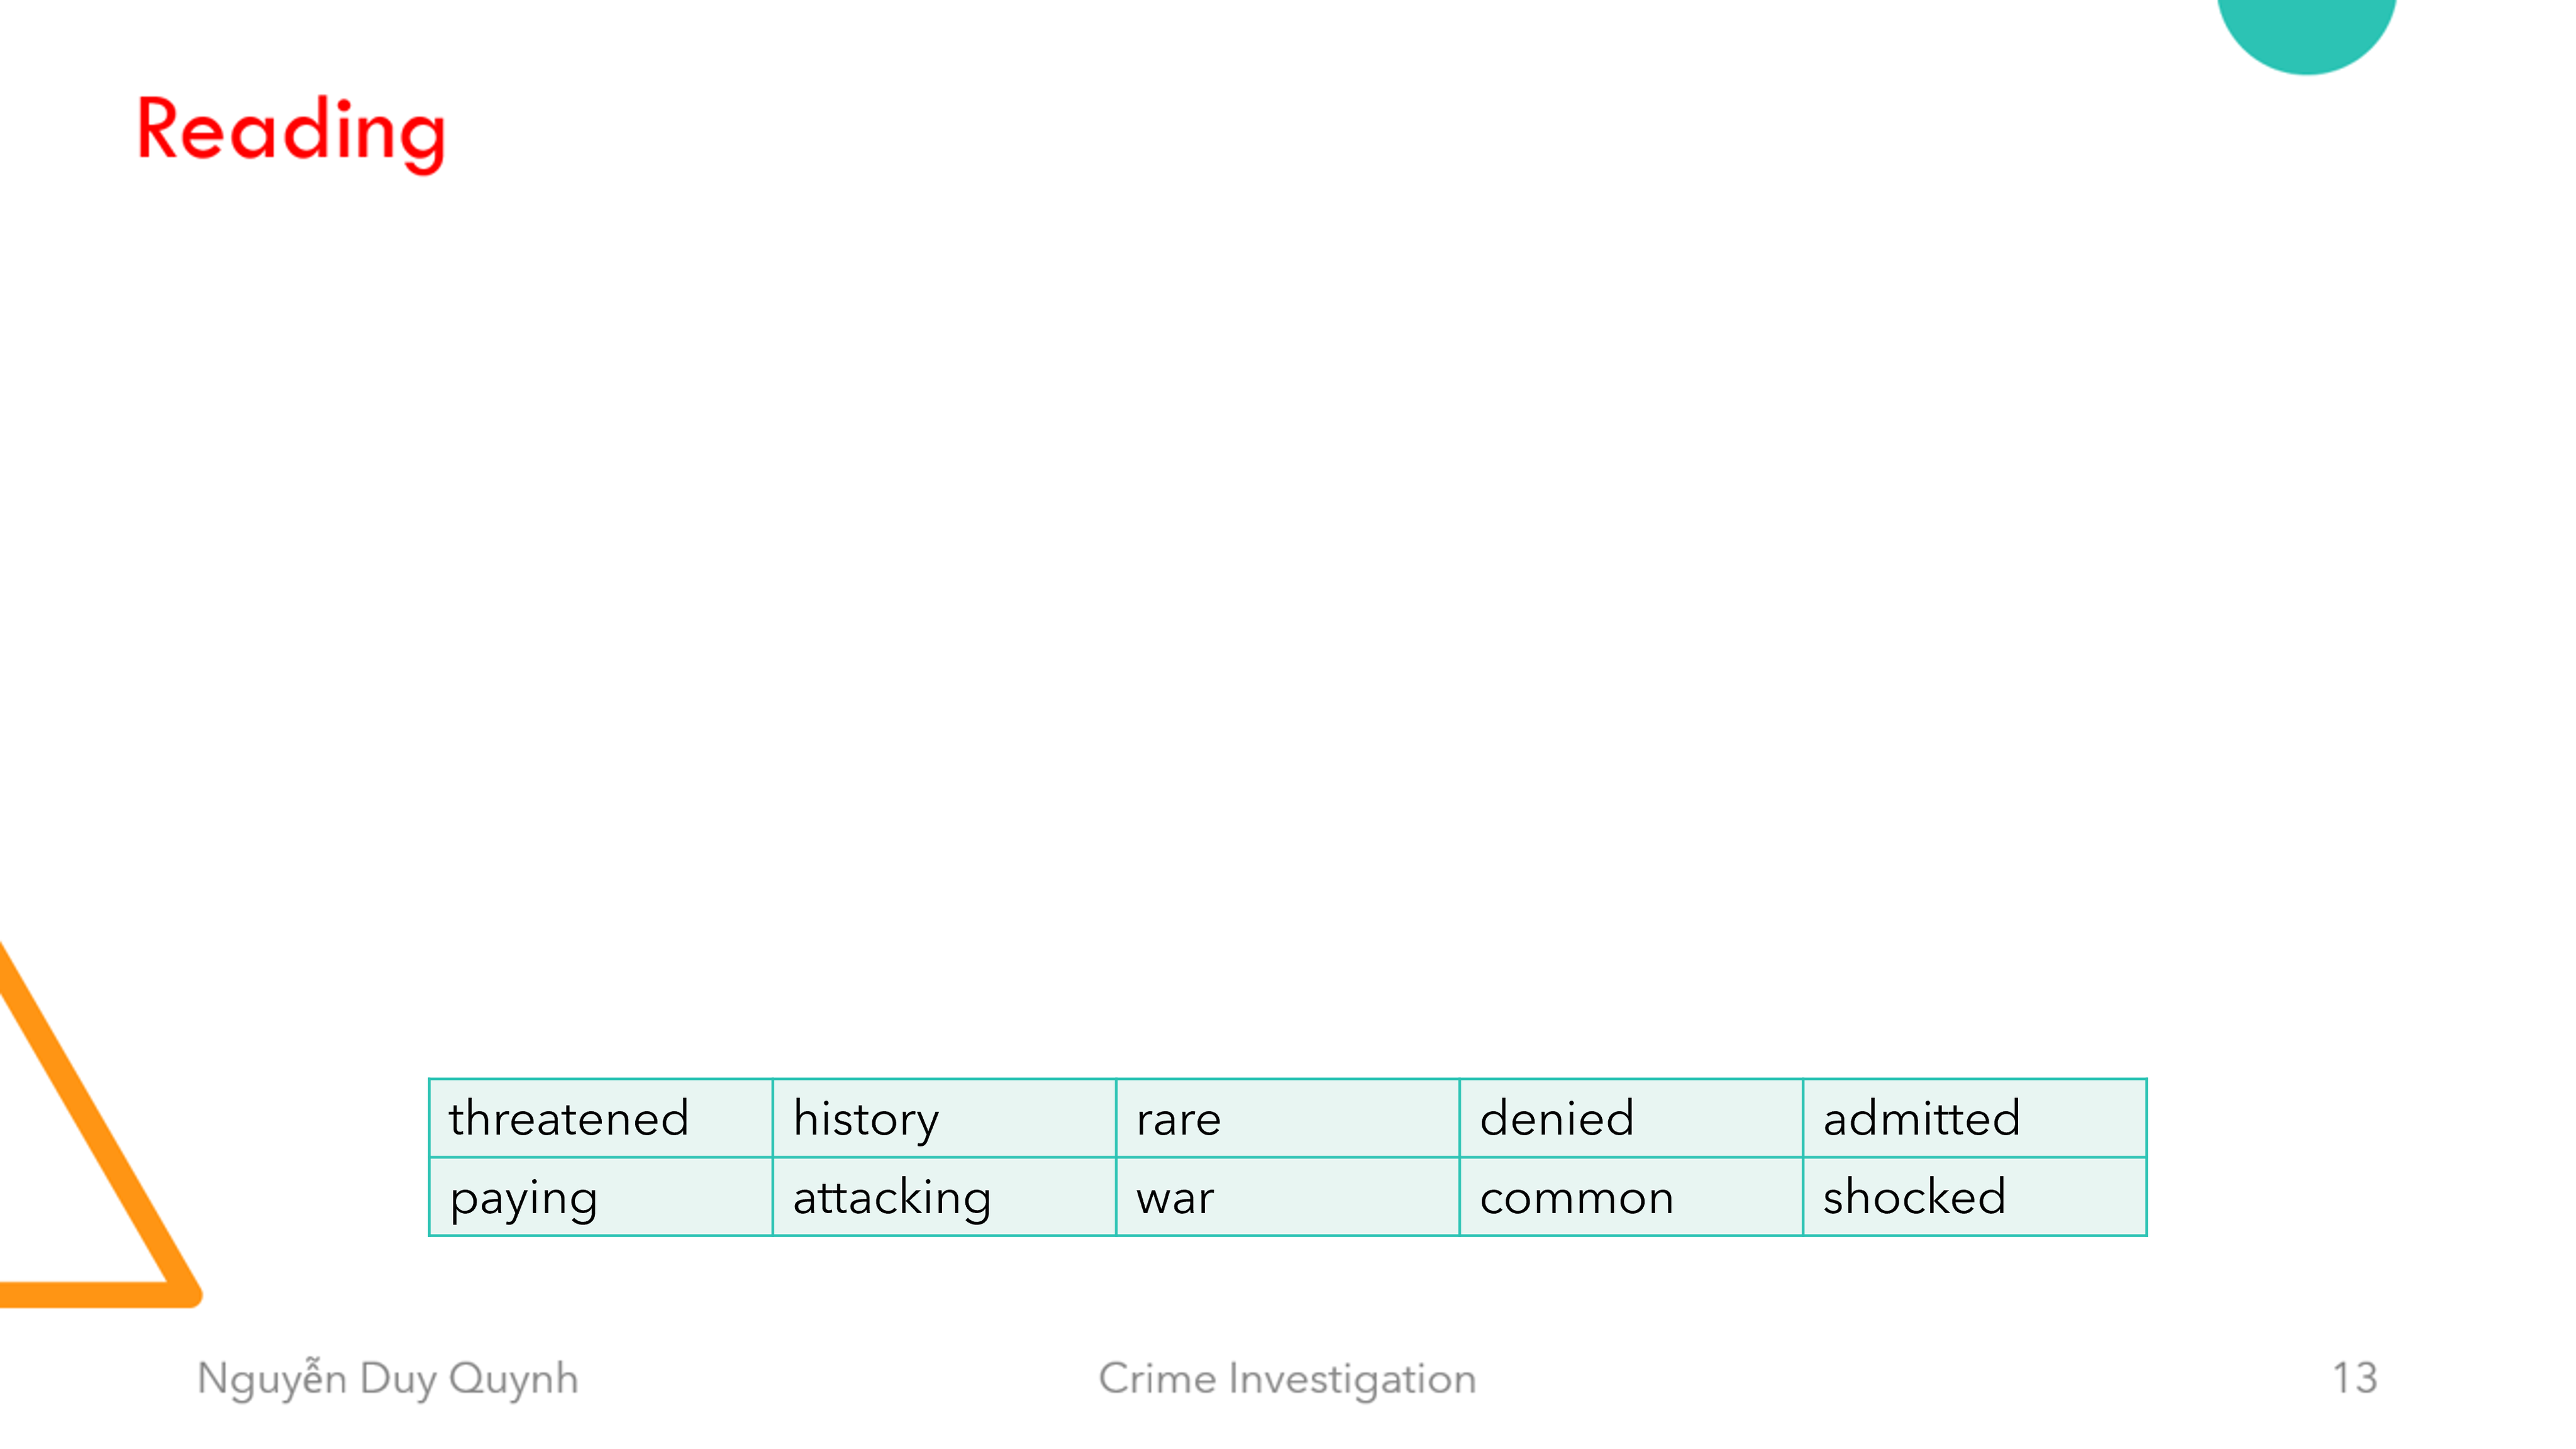 Reading
threatened history rare denied admitted
paying attacking war common shocked
Nguyễn Duy Quynh Crime Investigation 13